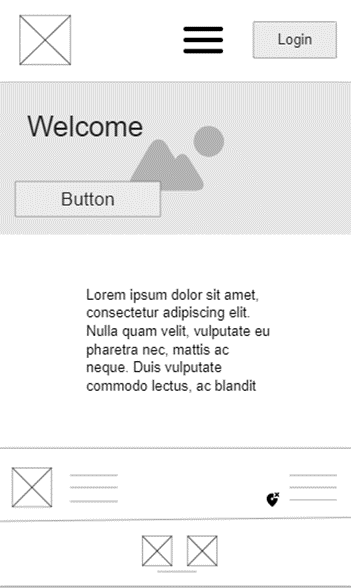 Login
Welcome
Button
Lorem ipsum dolor sit amet,
consectetur adipiscing elit.
Nulla quam velit, vulputate eu
pharetra nec, mattis ac
neque. Duis vulputate
commodo lectus, ac blandit